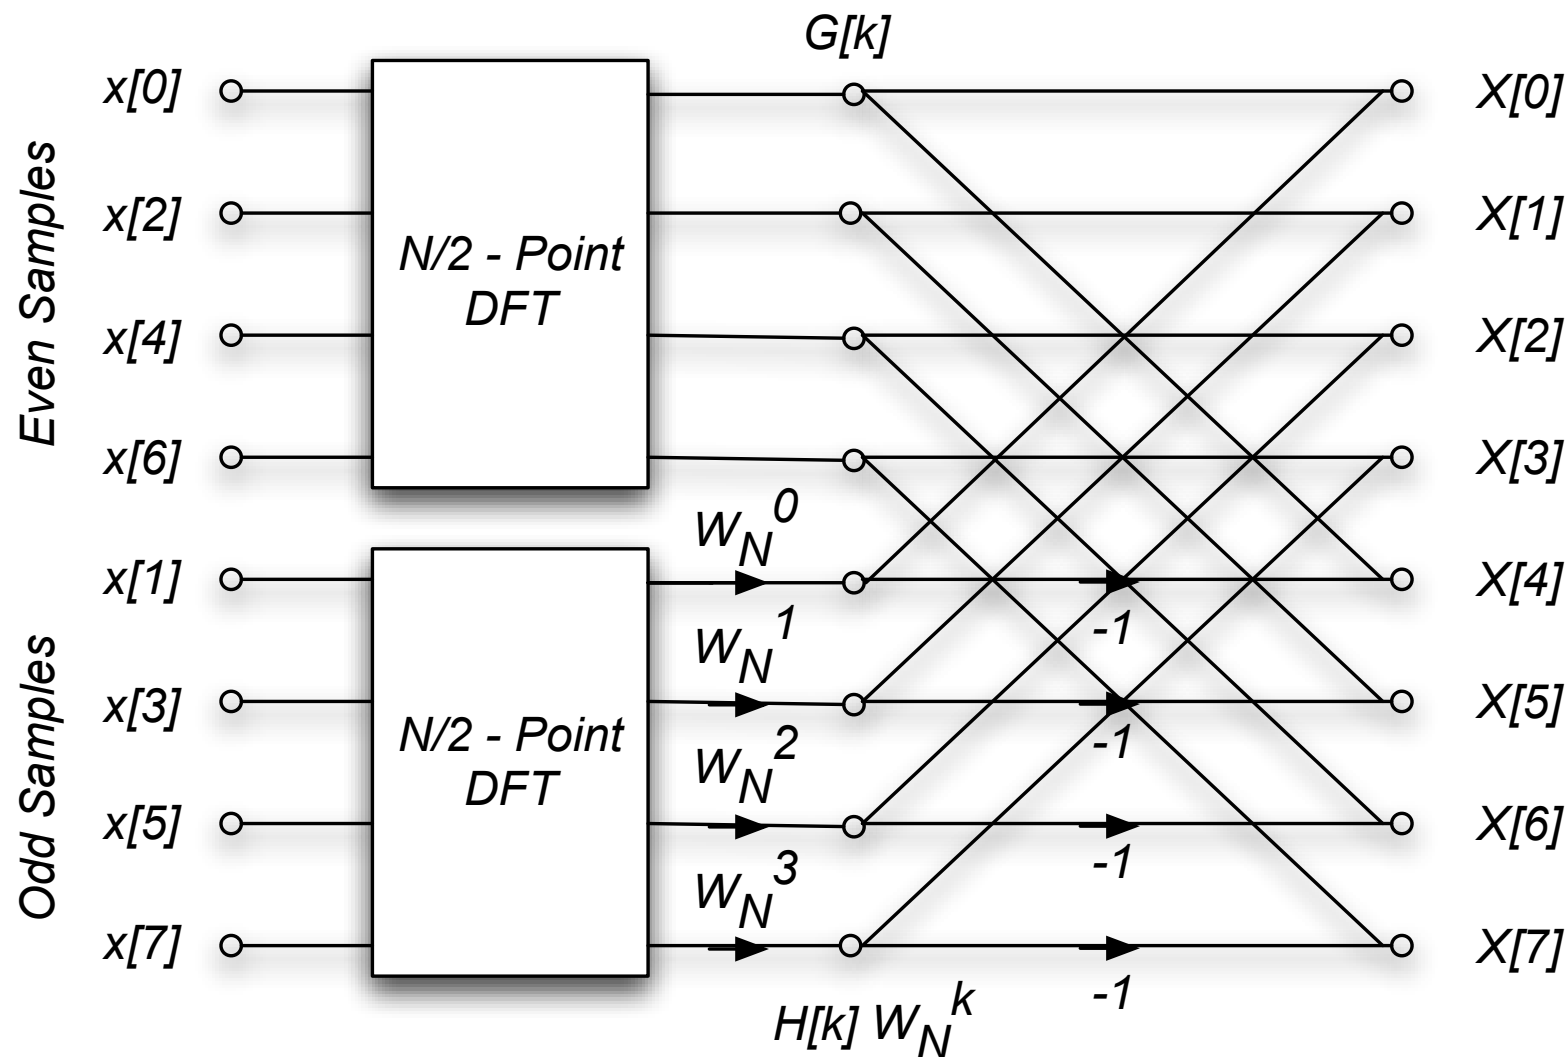 G[k]
x[0]
X[0]
x[2]
X[1]
Even Samples
N/2 - Point
DFT
x[4]
X[2]
x[6]
X[3]
W_N^0
x[1]
-1
X[4]
W_N^1
x[3]
-1
X[5]
Odd Samples
N/2 - Point
DFT
W_N^2
x[5]
-1
X[6]
W_N^3
x[7]
-1
X[7]
H[k] W_N^k